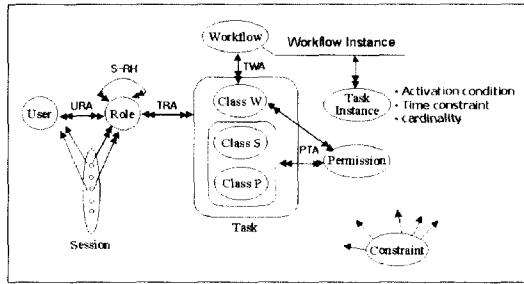 Workflow
Workflow Instance
S-RH
TWA
User
URA
Role
TRA
Class W
Task
Instance
· Activation condition
· Time constraint
· cardinality
Class S
PTA
Permission
Class P
Task
Session
Constraint